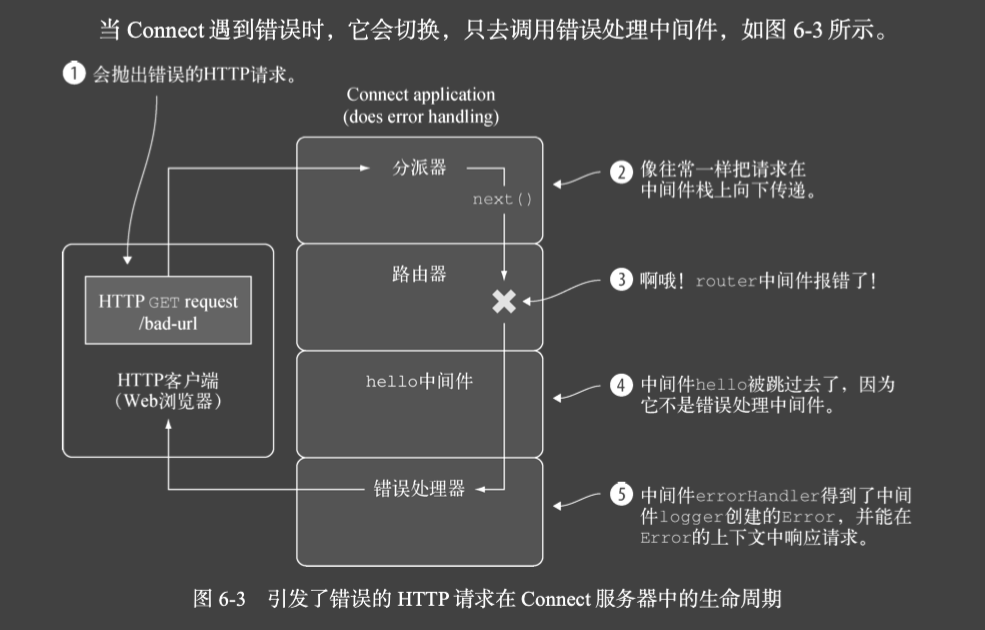 当 Connect 遇到错误时，它会切换，只去调用错误处理中间件，如图 6-3 所示。
1 会抛出错误的HTTP请求。
Connect application
(does error handling)
分派器
next()
2 像往常一样把请求在
中间件栈上向下传递。
路由器
3 啊哦！router中间件报错了！
HTTP GET request
/bad-url
HTTP客户端
（Web浏览器）
hello中间件
4 中间件hello被跳过去了，因为
它不是错误处理中间件。
错误处理器
5 中间件errorHandler得到了中间
件logger创建的Error，并能在
Error的上下文中响应请求。
图 6-3 引发了错误的 HTTP 请求在 Connect 服务器中的生命周期